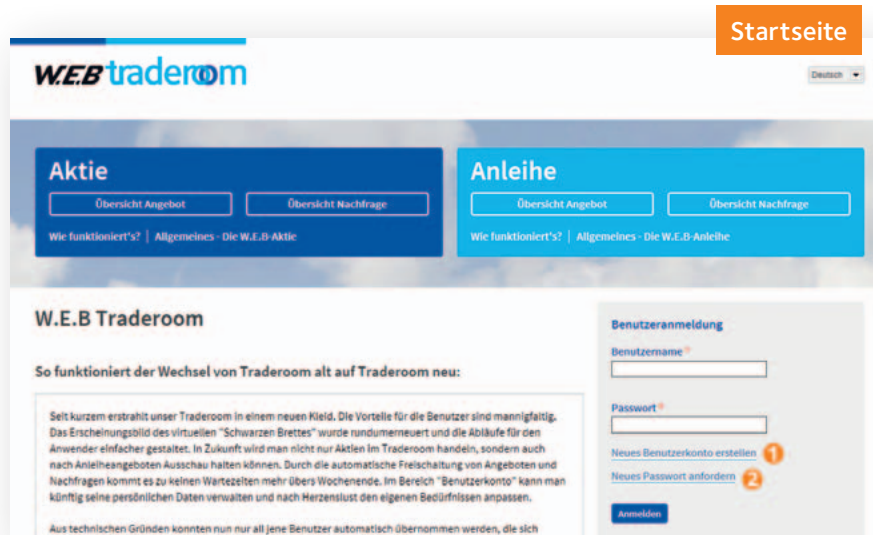 Startseite
W.E.B traderoom
Deutsch
Aktie
Übersicht Angebot
Übersicht Nachfrage
Wie funktioniert's? | Allgemeines - Die W.E.B-Aktie
Anleihe
Übersicht Angebot
Übersicht Nachfrage
Wie funktioniert's? | Allgemeines - Die W.E.B-Anleihe
W.E.B Traderoom
So funktioniert der Wechsel von Traderoom alt auf Traderoom neu:
Seit kurzem erstrahlt unser Traderoom in einem neuen Kleid. Die Vorteile für die Benutzer sind mannigfaltig.
Das Erscheinungsbild des virtuellen "Schwarzen Brettes" wurde rundumerneuert und die Abläufe für den
Anwender einfacher gestaltet. In Zukunft wird man nicht nur Aktien im Traderoom handeln, sondern auch
nach Anleiheangeboten Ausschau halten können. Durch die automatische Freischaltung von Angeboten und
Nachfragen kommt es zu keinen Wartezeiten mehr übers Wochenende. Im Bereich "Benutzerkonto" kann man
künftig seine persönlichen Daten verwalten und nach Herzenslust den eigenen Bedürfnissen anpassen.
Aus technischen Gründen konnten nun nur all jene Benutzer automatisch übernommen werden, die sich
Benutzeranmeldung
Benutzername *
Passwort *
Neues Benutzerkonto erstellen 1
Neues Passwort anfordern 2
Anmelden